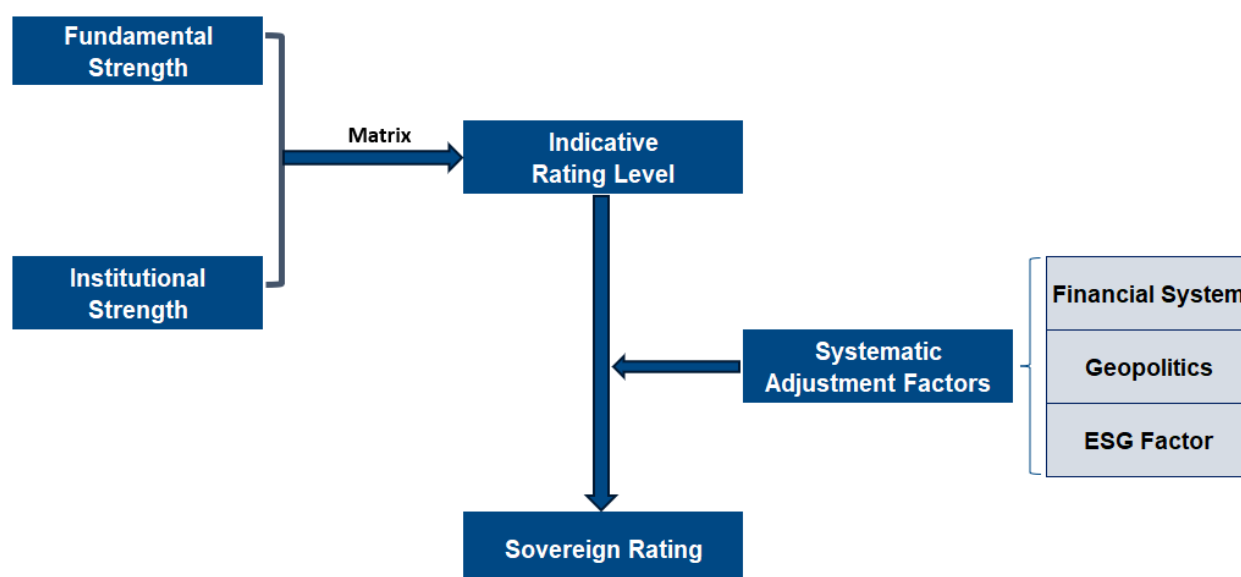 Fundamental
Strength
Matrix
Indicative
Rating Level
Institutional
Strength
Financial System
Systematic
Adjustment Factors
Geopolitics
ESG Factor
Sovereign Rating